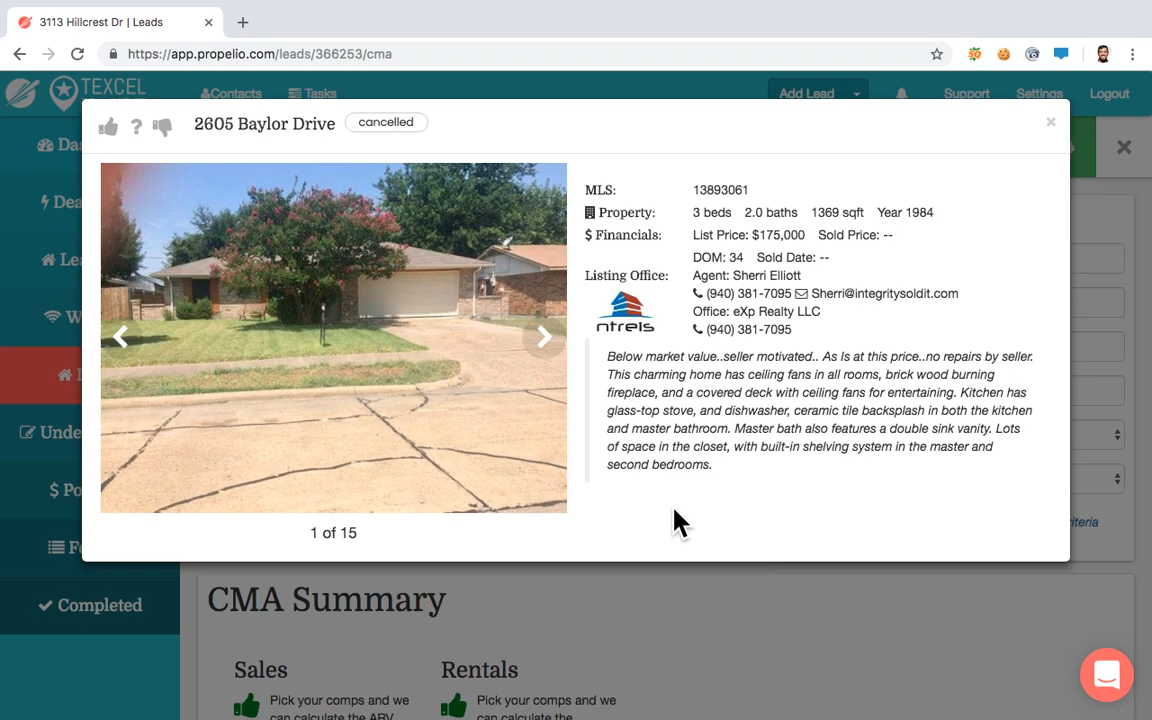 3113 Hillcrest Dr | Leads
https://app.propelio.com/leads/366253/cma
TEXCEL
Contacts
Tasks
Add Lead
Support
Settings
Logout
2605 Baylor Drive
cancelled
×
MLS: 13893061
Property: 3 beds 2.0 baths 1369 sqft Year 1984
$ Financials: List Price: $175,000 Sold Price: --
DOM: 34 Sold Date: --
Listing Office: Agent: Sherri Elliott
(940) 381-7095 Sherri@integritysoldit.com
ntreis
Office: eXp Realty LLC
(940) 381-7095
Below market value..seller motivated.. As Is at this price..no repairs by seller.
This charming home has ceiling fans in all rooms, brick wood burning
fireplace, and a covered deck with ceiling fans for entertaining. Kitchen has
glass-top stove, and dishwasher, ceramic tile backsplash in both the kitchen
and master bathroom. Master bath also features a double sink vanity. Lots
of space in the closet, with built-in shelving system in the master and
second bedrooms.
1 of 15
Completed
CMA Summary
Sales
Rentals
Pick your comps and we
can calculate the ARV
Pick your comps and we
can calculate the